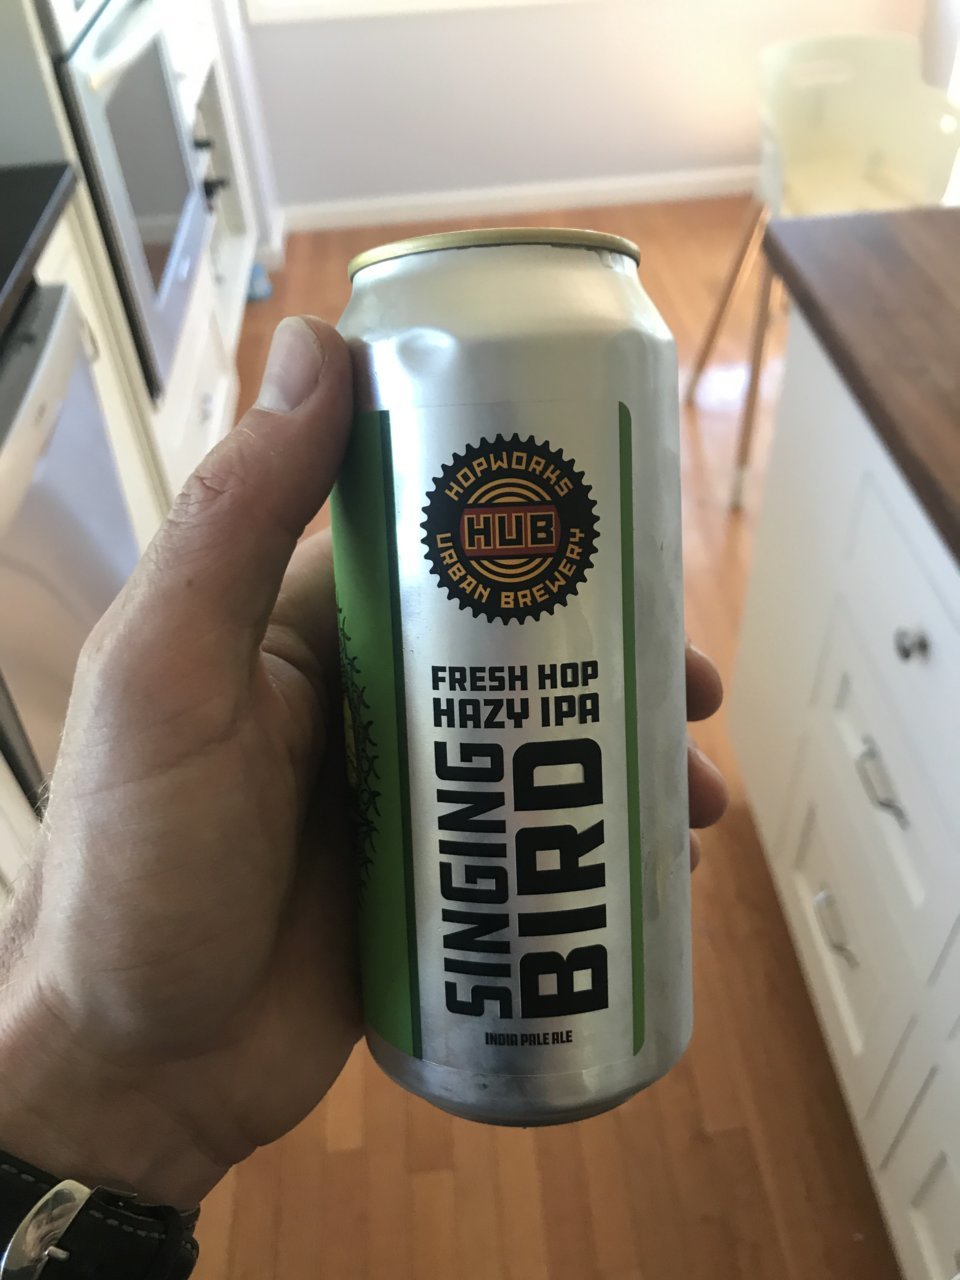 HOPWORKS
HUB
URBAN BREWERY
FRESH HOP
HAZY IPA
SINGING
BIRD
INDIA PALE ALE